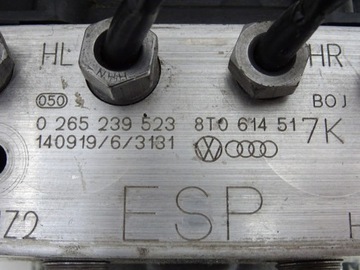 HL HR
050 BOJ
0 265 239 523 8T0 614 517K
140919/6/3131
Z2 ESP H